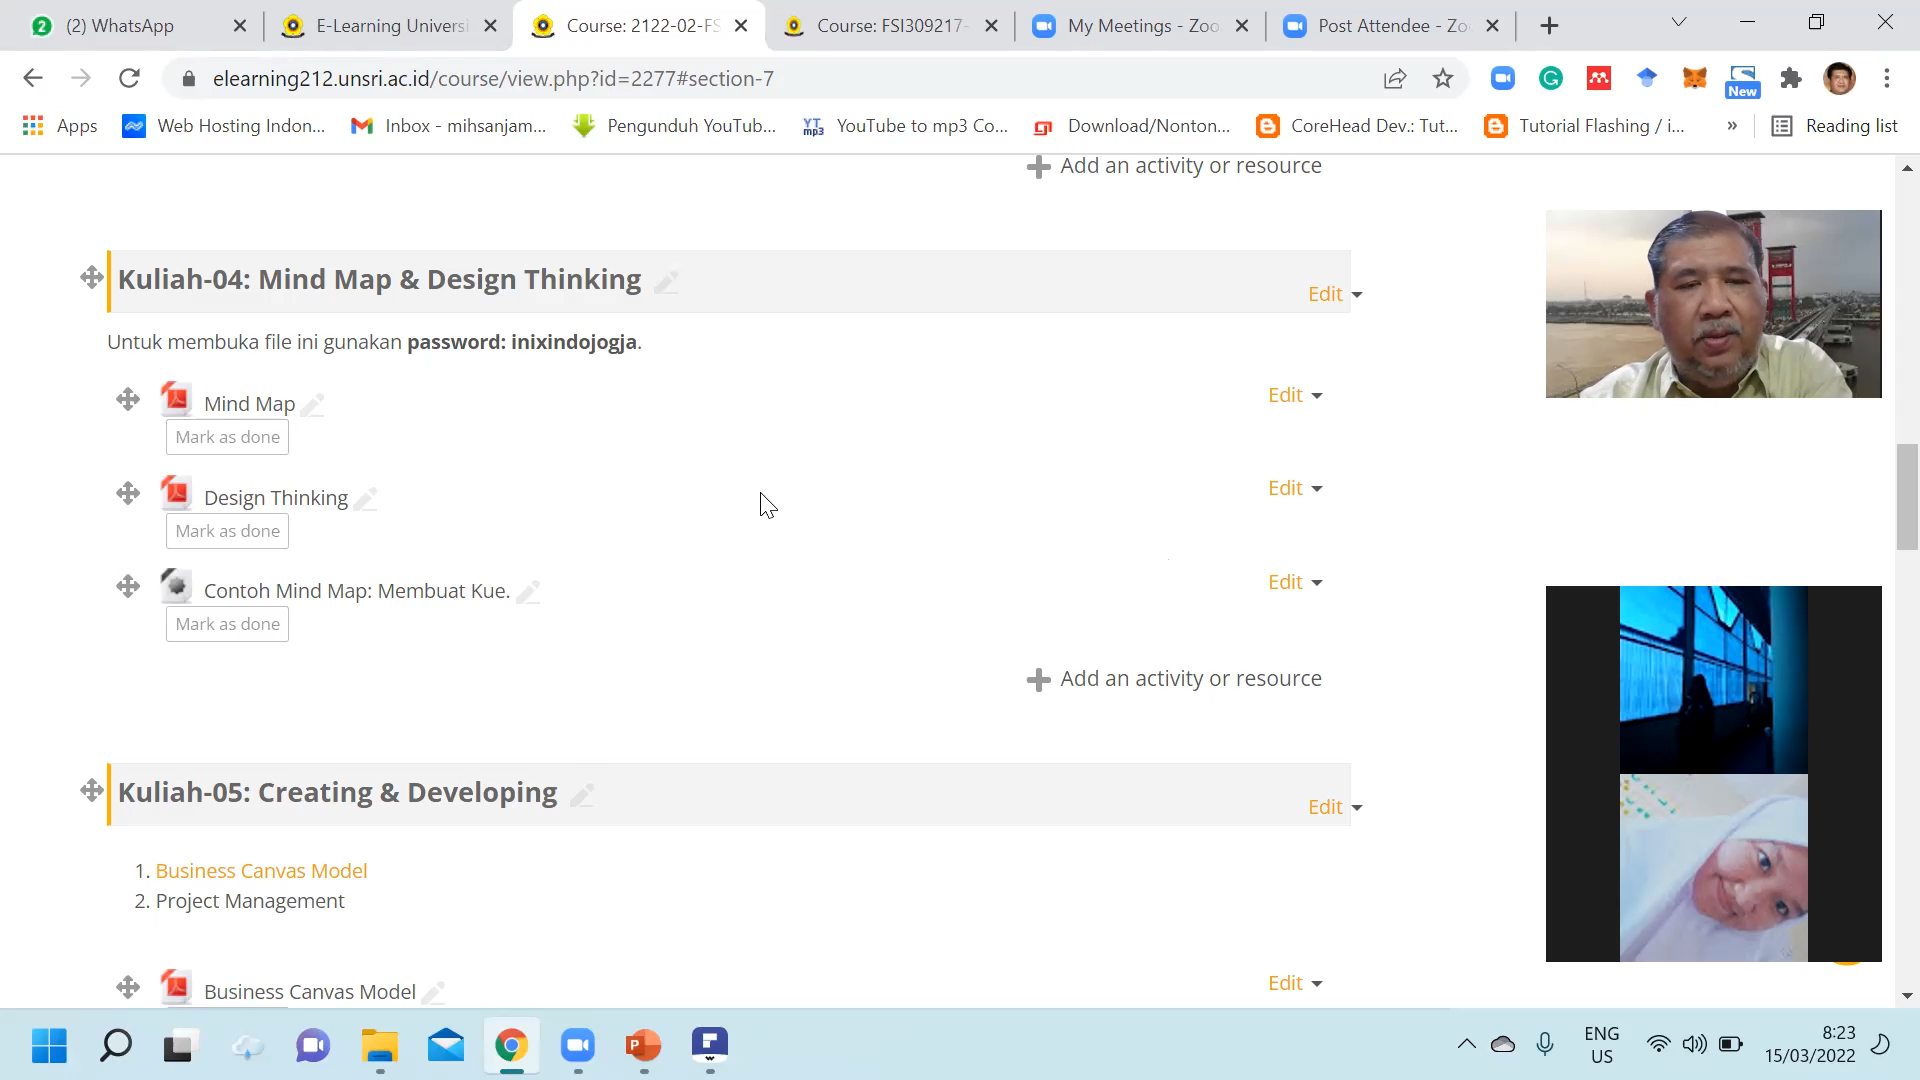 (2) WhatsApp
E-Learning Universi
Course: 2122-02-FS
Course: FSI309217-
My Meetings - Zoo
Post Attendee - Zo
elearning212.unsri.ac.id/course/view.php?id=2277#section-7
New
Apps
Web Hosting Indon...
Inbox - mihsanjam...
Pengunduh YouTub...
YT mp3
YouTube to mp3 Co...
Download/Nonton...
CoreHead Dev.: Tut...
Tutorial Flashing / i...
»
Reading list
Add an activity or resource
Kuliah-04: Mind Map & Design Thinking
Edit
Untuk membuka file ini gunakan password: inixindojogja.
Mind Map
Edit
Mark as done
Design Thinking
Edit
Mark as done
Contoh Mind Map: Membuat Kue.
Edit
Mark as done
Add an activity or resource
Kuliah-05: Creating & Developing
Edit
1. Business Canvas Model
2. Project Management
Business Canvas Model
Edit
ENG
US
8:23
15/03/2022